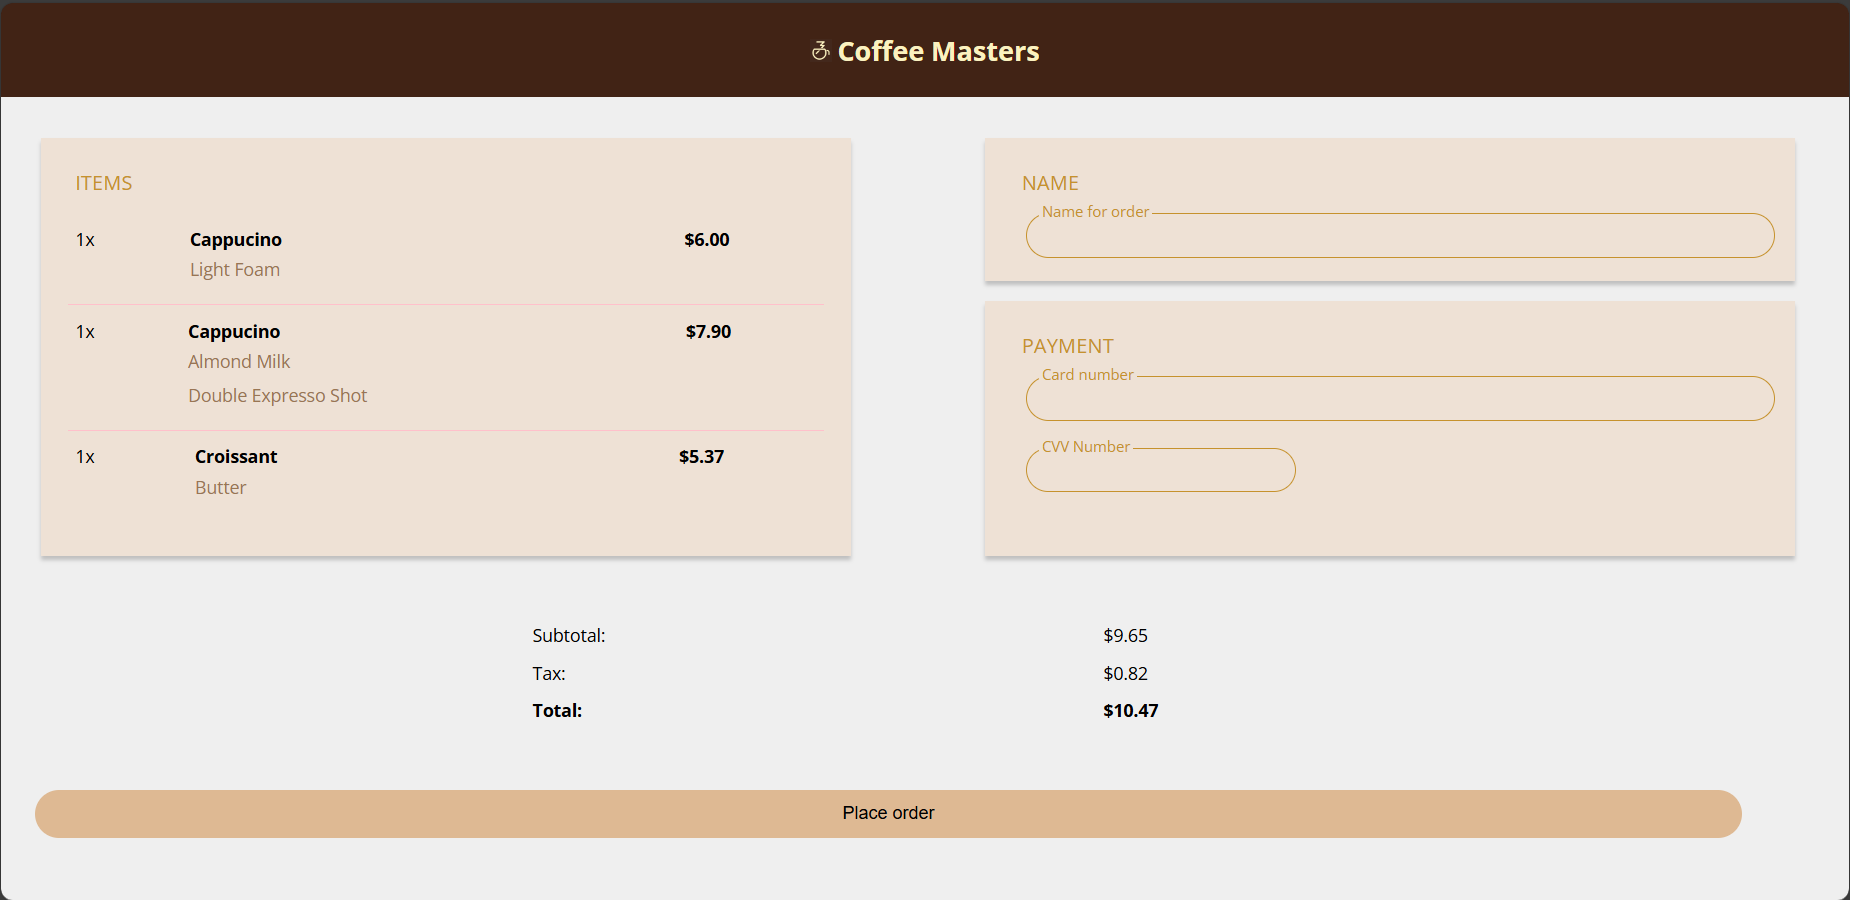 Coffee Masters
ITEMS
1x Cappucino $6.00
Light Foam
1x Cappucino $7.90
Almond Milk
Double Expresso Shot
1x Croissant $5.37
Butter
NAME
Name for order
PAYMENT
Card number
CVV Number
Subtotal: $9.65
Tax: $0.82
Total: $10.47
Place order